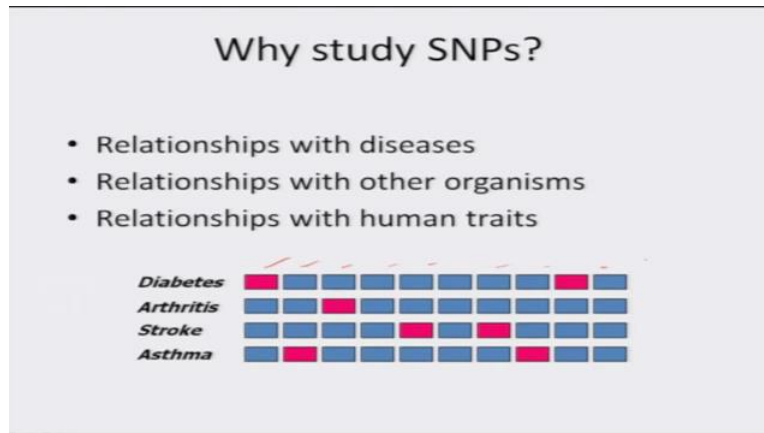 Why study SNPs?
• Relationships with diseases
• Relationships with other organisms
• Relationships with human traits
Diabetes
Arthritis
Stroke
Asthma